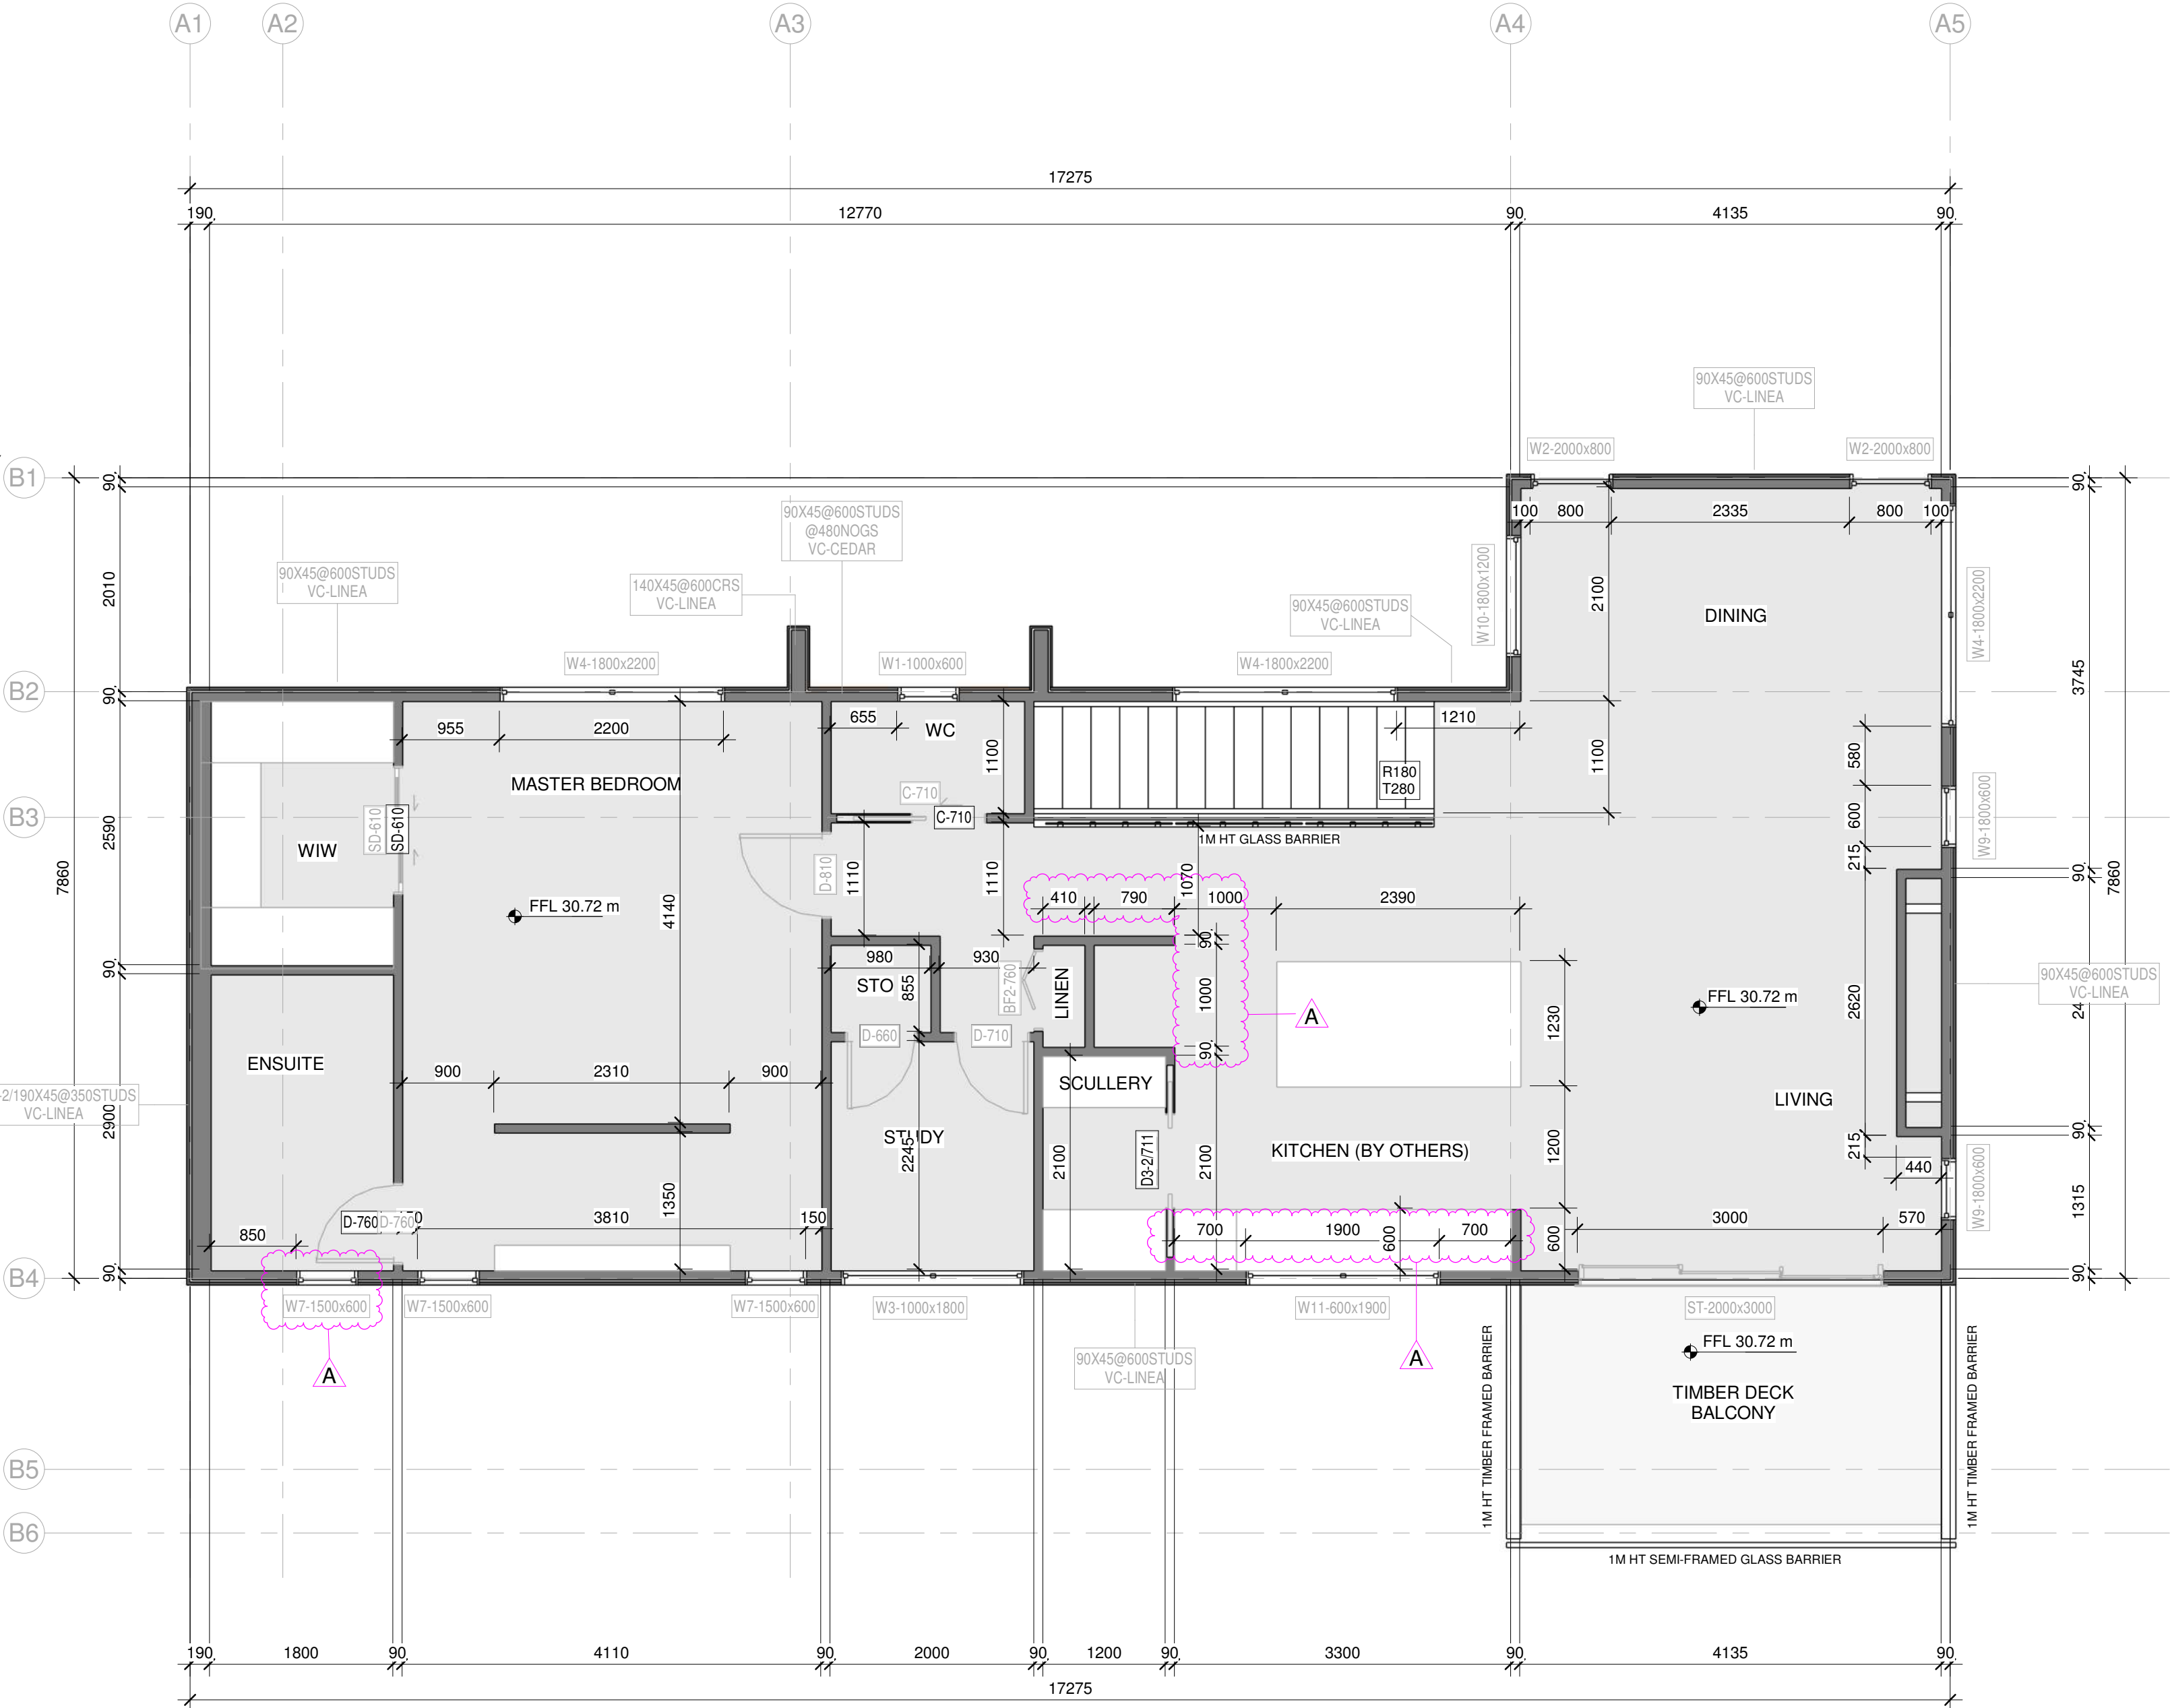 A1 A2 A3 A4 A5
17275
190 12770 90 4135 90
90X45@600STUDS
VC-LINEA
W2-2000x800 W2-2000x800
B1
90
90
100 800 2335 800 100
90X45@600STUDS
@480NOGS
VC-CEDAR
90X45@600STUDS
VC-LINEA
140X45@600CRS
VC-LINEA
90X45@600STUDS
VC-LINEA
2010
W10-1800x1200
2100
DINING
W4-1800x2200
W4-1800x2200
W1-1000x600
W4-1800x2200
3745
B2
90
955 2200
655
WC
1100
1210
1100
580
MASTER BEDROOM
R180
T280
C-710
C-710
B3
2590
SD-610
SD-610
WIW
600
W9-1800x600
215
1M HT GLASS BARRIER
7860
D-810
1110
1110
1070
90
7860
410 790 1000 2390
FFL 30.72 m
4140
90
980 930
STO
855
BF2-760
LINEN
1000
90
90X45@600STUDS
VC-LINEA
24
FFL 30.72 m
2620
A
1230
D-660
D-710
90
ENSUITE
900 2310 900
SCULLERY
LIVING
-2/190X45@350STUDS
VC-LINEA
2900
STUDY
2245
2100
D3-2/711
2100
KITCHEN (BY OTHERS)
1200
215
90
440
1350
1315
W9-1800x600
D-760
D-760
3810
150
850
700 1900 700
600
600
3000 570
B4
90
90
W7-1500x600
W7-1500x600
W7-1500x600
W3-1000x1800
W11-600x1900
ST-2000x3000
A
A
90X45@600STUDS
VC-LINEA
FFL 30.72 m
TIMBER DECK
BALCONY
1M HT TIMBER FRAMED BARRIER
1M HT TIMBER FRAMED BARRIER
B5
B6
1M HT SEMI-FRAMED GLASS BARRIER
190 1800 90 4110 90 2000 90 1200 90 3300 90 4135 90
17275